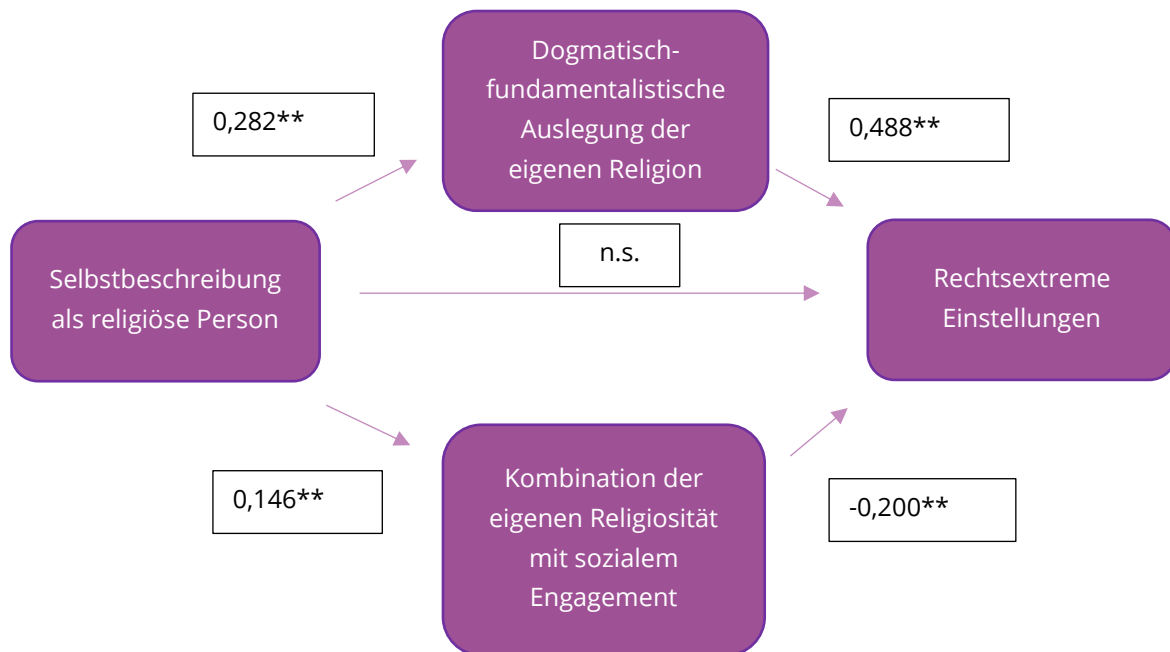 Dogmatisch-
fundamentalistische
Auslegung der
eigenen Religion
0,282**
0,488**
n.s.
Selbstbeschreibung
als religiöse Person
Rechtsextreme
Einstellungen
0,146**
Kombination der
eigenen Religiosität
mit sozialem
Engagement
-0,200**